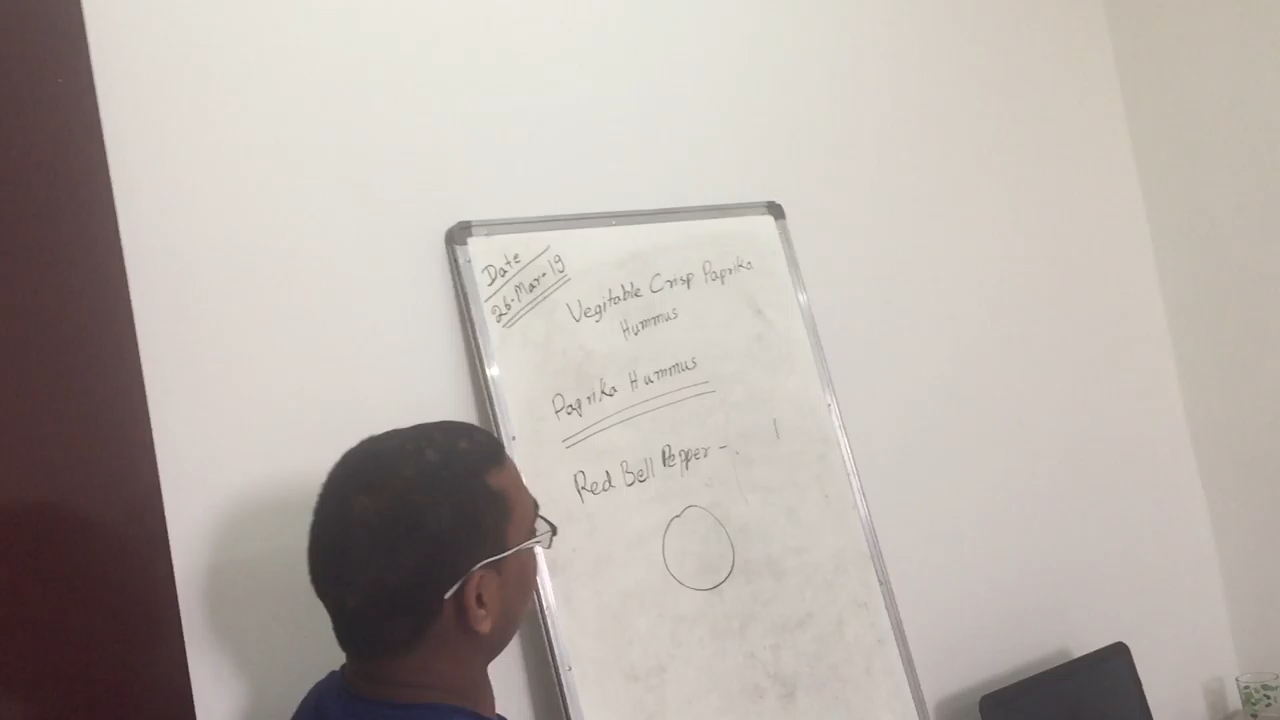 Date
26-Mar-19
Vegitable Crisp Paprika
Hummus
Paprika Hummus
Red Bell Pepper -